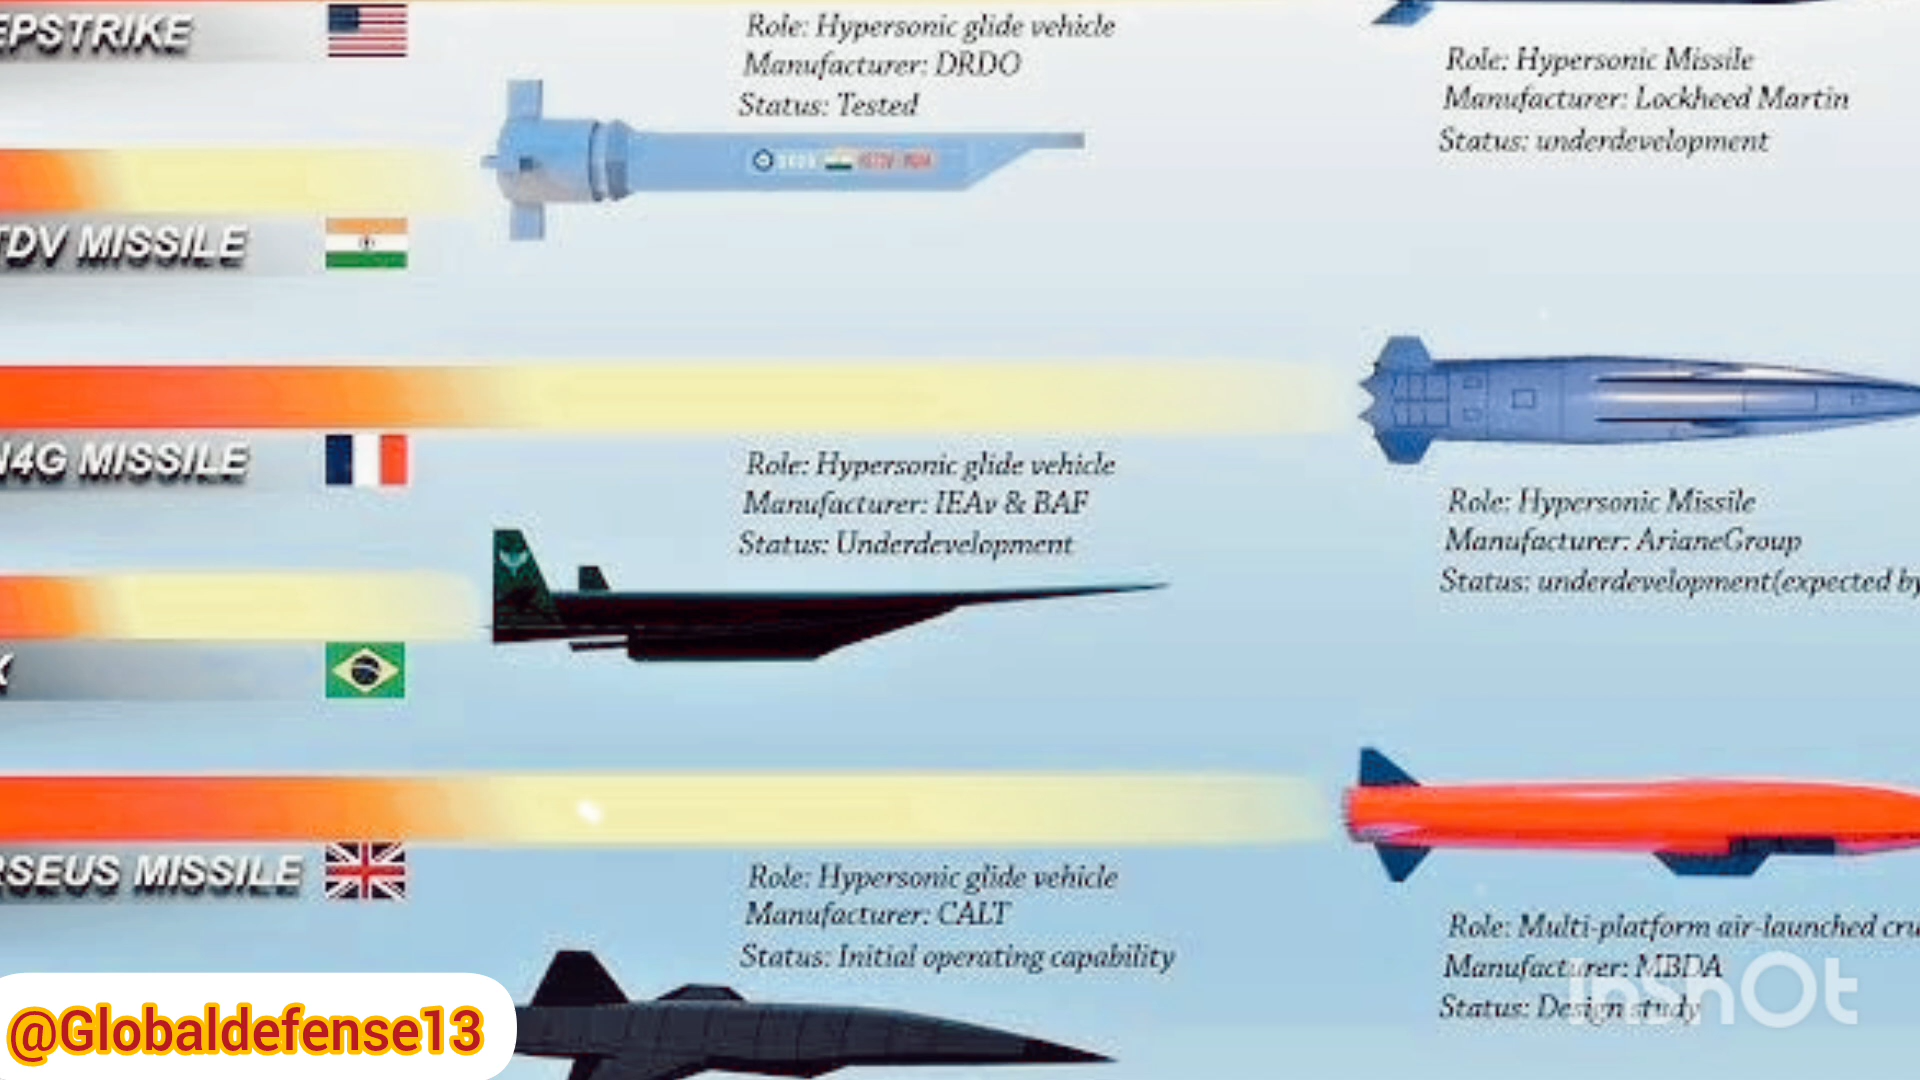 EPSTRIKE
Role: Hypersonic glide vehicle
Manufacturer: DRDO
Status: Tested
Role: Hypersonic Missile
Manufacturer: Lockheed Martin
Status: underdevelopment
TDV MISSILE
N4G MISSILE
Role: Hypersonic glide vehicle
Manufacturer: IEAv & BAF
Status: Underdevelopment
Role: Hypersonic Missile
Manufacturer: ArianeGroup
Status: underdevelopment(expected by
X
RSEUS MISSILE
Role: Hypersonic glide vehicle
Manufacturer: CALT
Status: Initial operating capability
Role: Multi-platform air-launched cru
Manufacturer: MBDA
Status: Design study
InshOt
@Globaldefense13